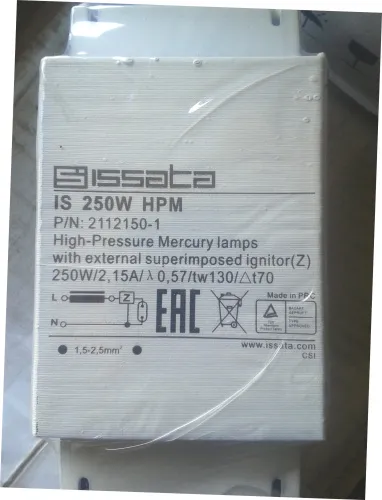 issata
IS 250W HPM
P/N: 2112150-1
High-Pressure Mercury lamps
with external superimposed ignitor(Z)
250W/2,15A/λ 0,57/tw130/△t70
Made in PRC
L
Z
N
EAC
1,5-2,5mm²
www.issata.com
CSI